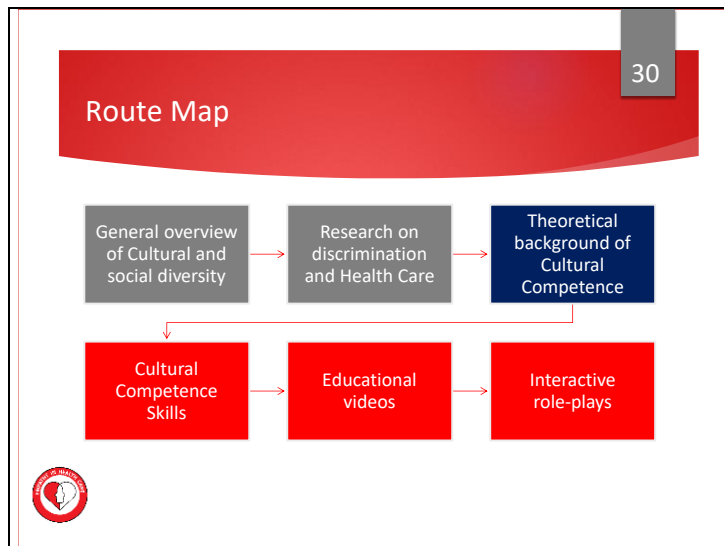 30
Route Map
General overview
of Cultural and
social diversity
Research on
discrimination
and Health Care
Theoretical
background of
Cultural
Competence
Cultural
Competence
Skills
Educational
videos
Interactive
role-plays